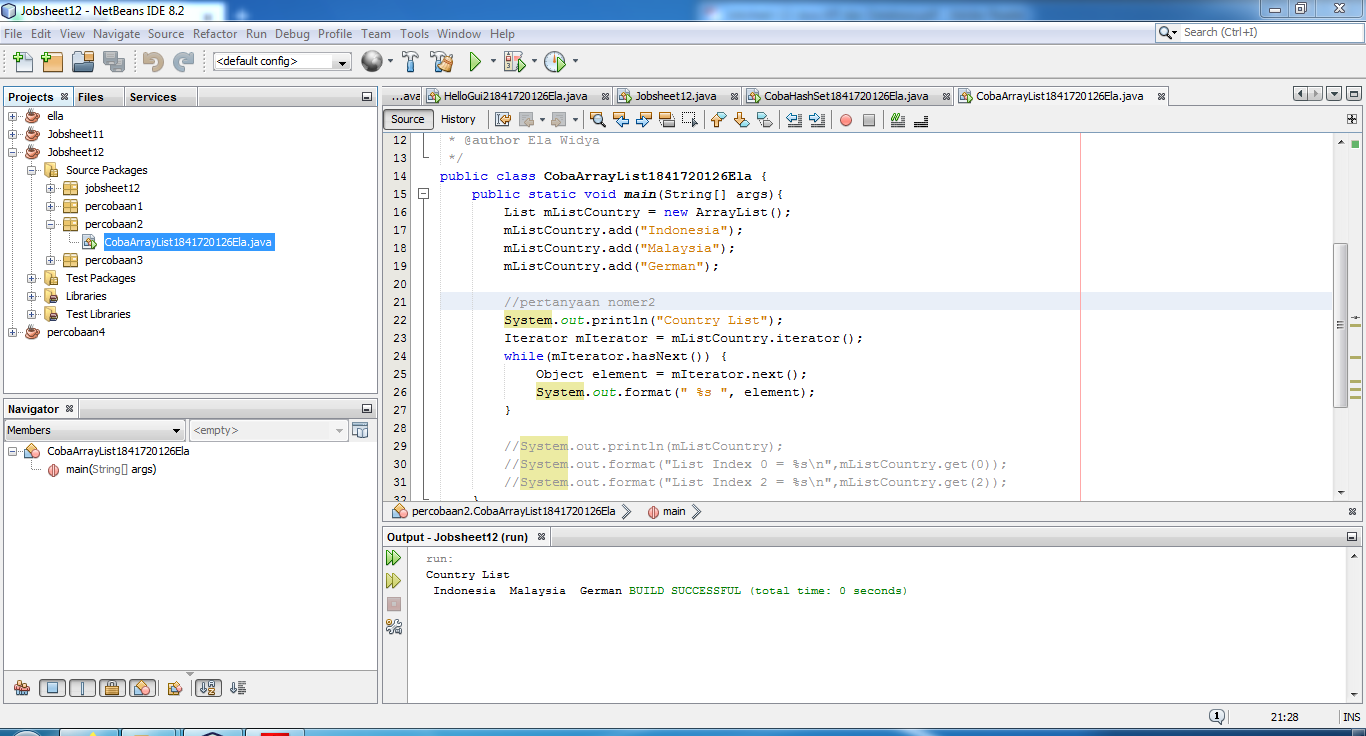 Jobsheet12 - NetBeans IDE 8.2
File Edit View Navigate Source Refactor Run Debug Profile Team Tools Window Help
Search (Ctrl+I)
<default config>
Projects Files Services
ella
Jobsheet11
Jobsheet12
Source Packages
jobsheet12
percobaan1
percobaan2
CobaArrayList1841720126Ela.java
percobaan3
Test Packages
Libraries
Test Libraries
percobaan4
Navigator
Members <empty>
CobaArrayList1841720126Ela
main(String[] args)
...ava HelloGui21841720126Ela.java Jobsheet12.java CobaHashSet1841720126Ela.java CobaArrayList1841720126Ela.java
Source History
12 * @author Ela Widya
13 */
14 public class CobaArrayList1841720126Ela {
15 public static void main(String[] args){
16 List mListCountry = new ArrayList();
17 mListCountry.add("Indonesia");
18 mListCountry.add("Malaysia");
19 mListCountry.add("German");
20
21 //pertanyaan nomer2
22 System.out.println("Country List");
23 Iterator mIterator = mListCountry.iterator();
24 while(mIterator.hasNext()) {
25 Object element = mIterator.next();
26 System.out.format(" %s ", element);
27 }
28
29 //System.out.println(mListCountry);
30 //System.out.format("List Index 0 = %s\n",mListCountry.get(0));
31 //System.out.format("List Index 2 = %s\n",mListCountry.get(2));
32 }
percobaan2.CobaArrayList1841720126Ela main
Output - Jobsheet12 (run)
run:
Country List
Indonesia Malaysia German BUILD SUCCESSFUL (total time: 0 seconds)
1 21:28 INS